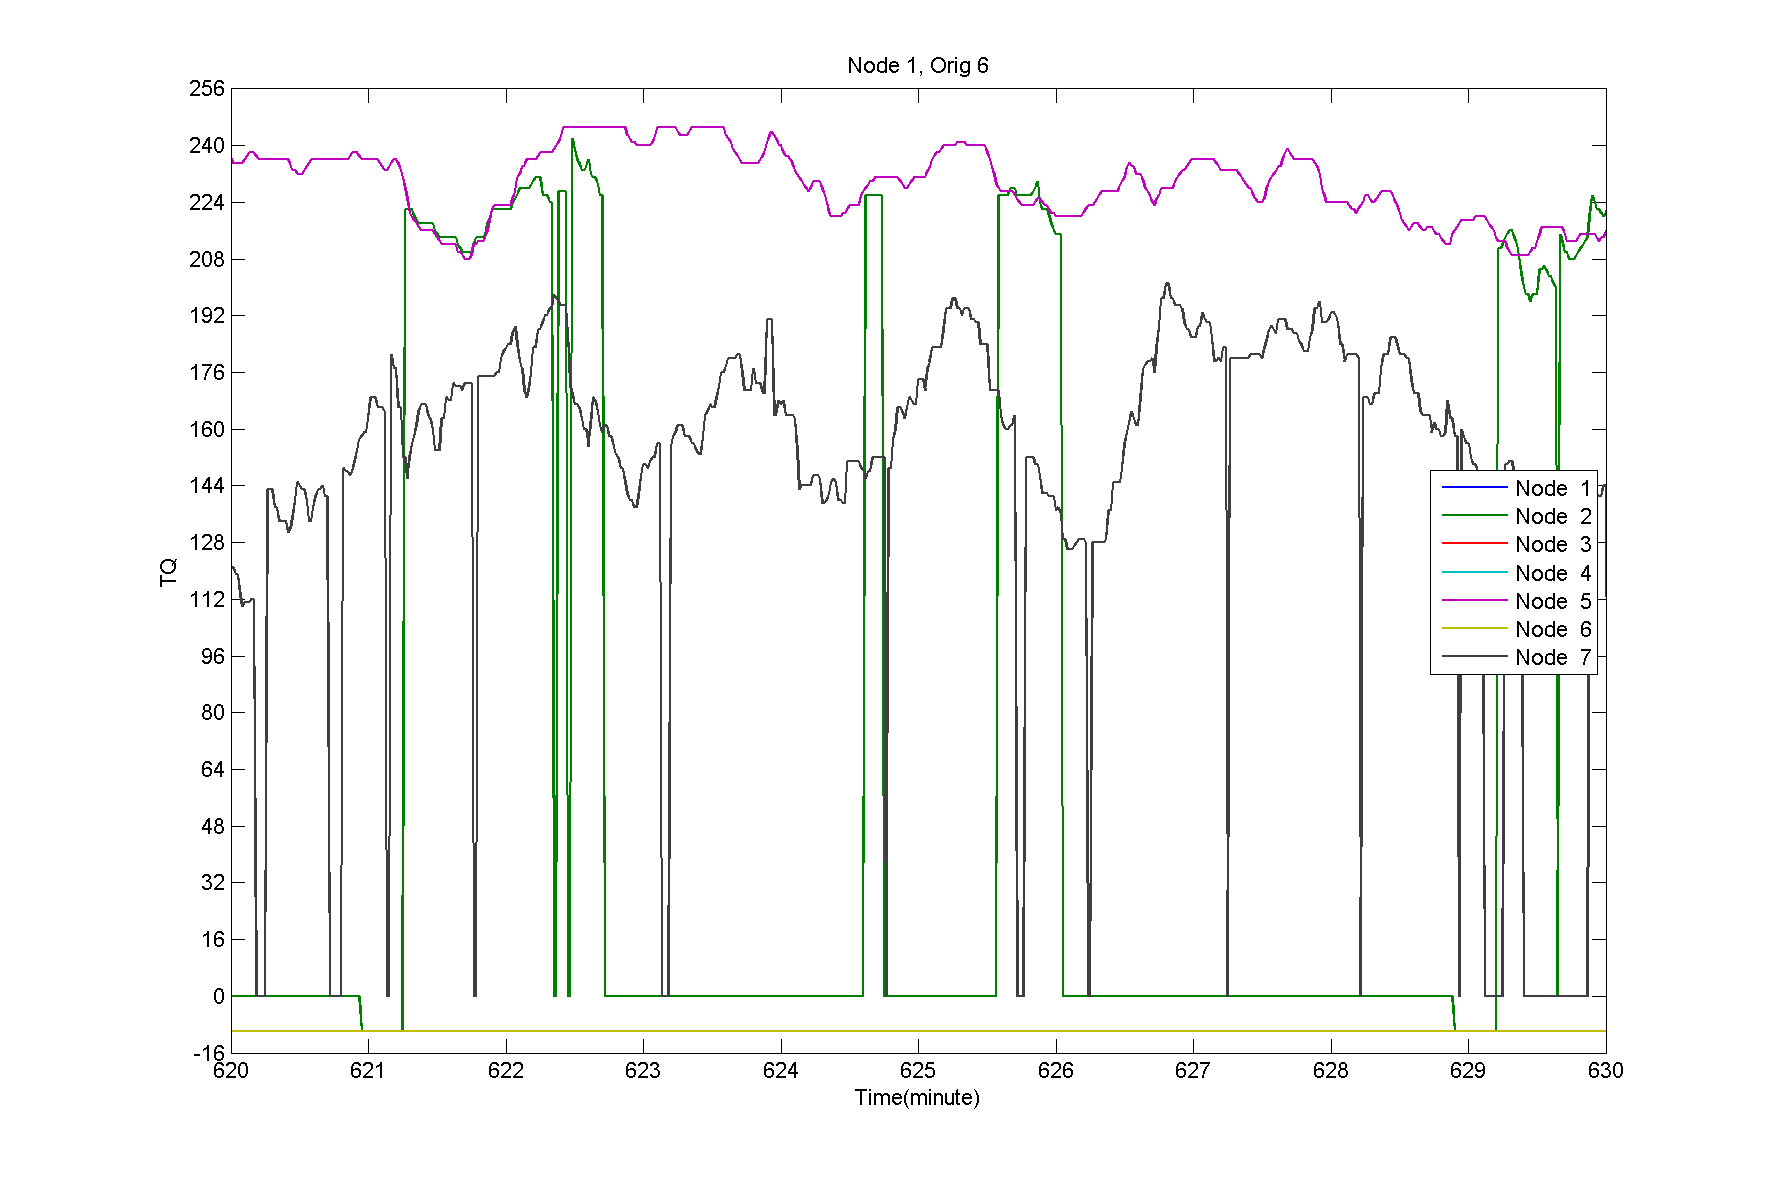 Node 1, Orig 6
256
240
224
208
192
176
160
144
128
112
96
80
64
48
32
16
0
-16
TQ
Node 1
Node 2
Node 3
Node 4
Node 5
Node 6
Node 7
620 621 622 623 624 625 626 627 628 629 630
Time(minute)